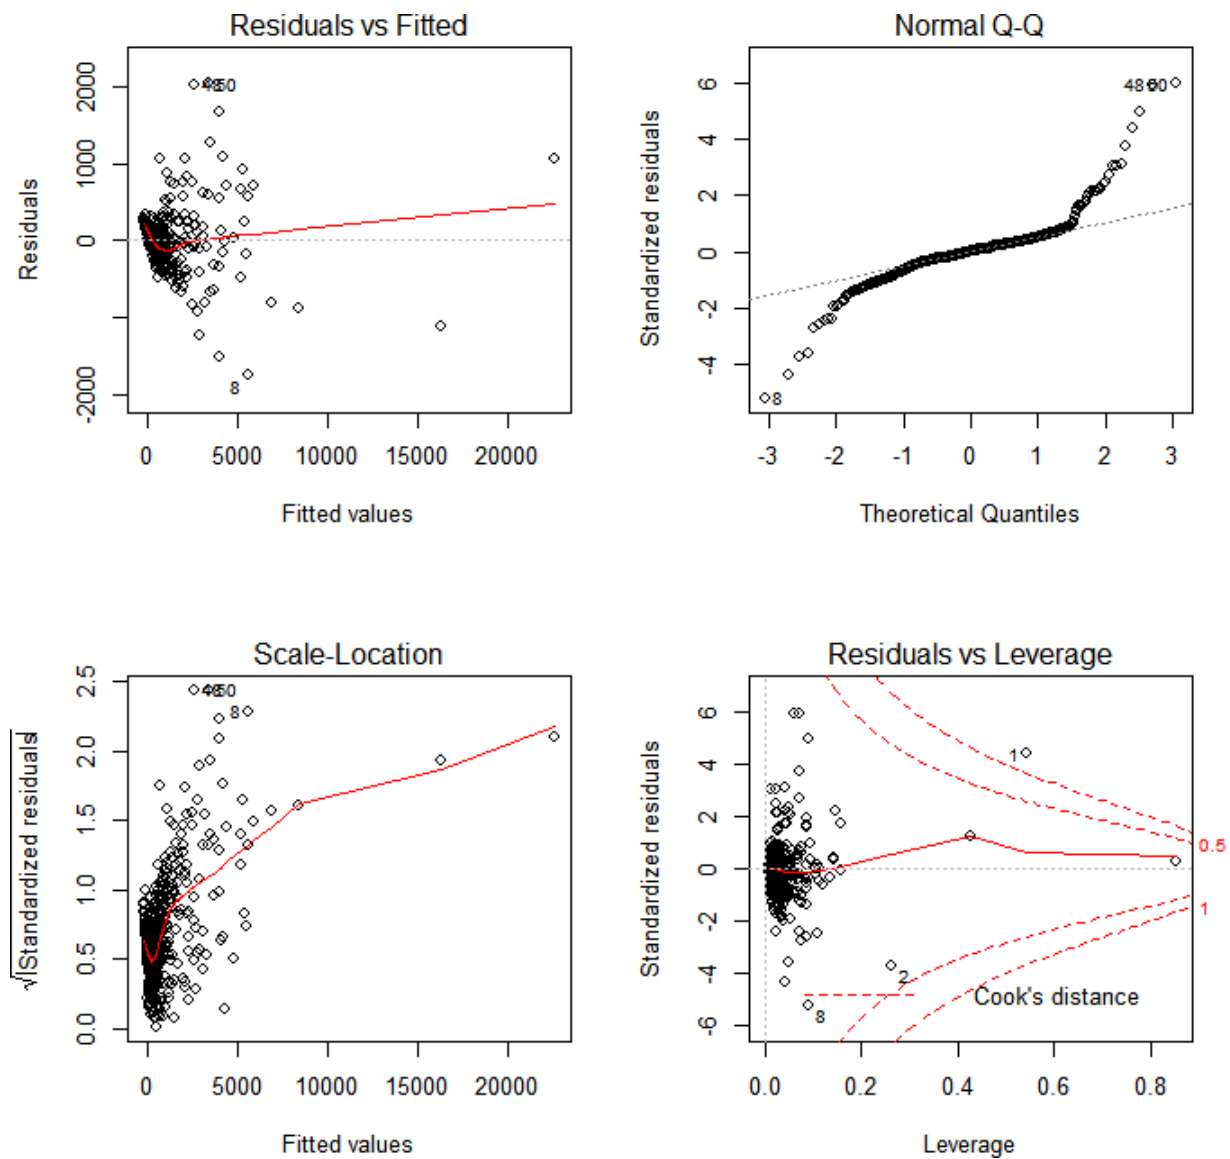 Residuals vs Fitted
Residuals
2000
1000
0
-2000
50
8
0 5000 10000 15000 20000
Fitted values
Normal Q-Q
Standardized residuals
6
4
2
0
-2
-4
48
8
-3 -2 -1 0 1 2 3
Theoretical Quantiles
Scale-Location
√|Standardized residuals|
2.5
2.0
1.5
1.0
0.5
0.0
50
8
0 5000 10000 15000 20000
Fitted values
Residuals vs Leverage
Standardized residuals
6
4
2
0
-2
-4
-6
1
2
8
0.5
1
Cook's distance
0.0 0.2 0.4 0.6 0.8
Leverage